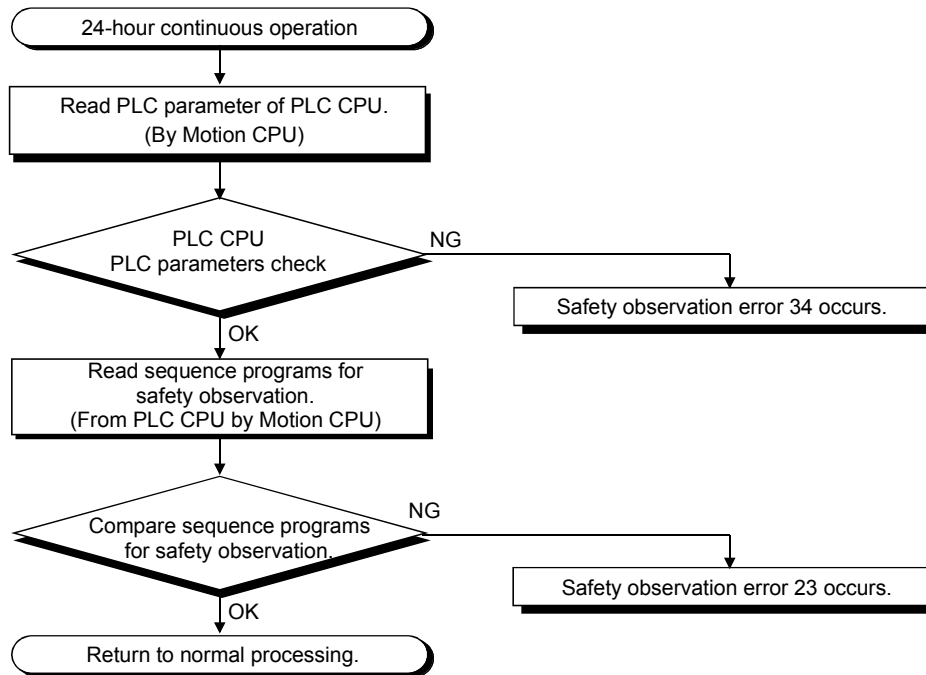 24-hour continuous operation
Read PLC parameter of PLC CPU.
(By Motion CPU)
PLC CPU
PLC parameters check
NG
Safety observation error 34 occurs.
OK
Read sequence programs for
safety observation.
(From PLC CPU by Motion CPU)
Compare sequence programs
for safety observation.
NG
Safety observation error 23 occurs.
OK
Return to normal processing.